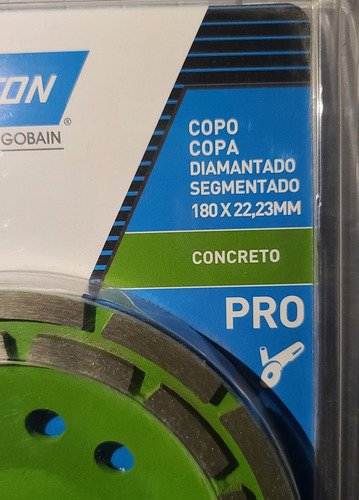 TON
GOBAIN
COPO
COPA
DIAMANTADO
SEGMENTADO
180 X 22,23MM
CONCRETO
PRO